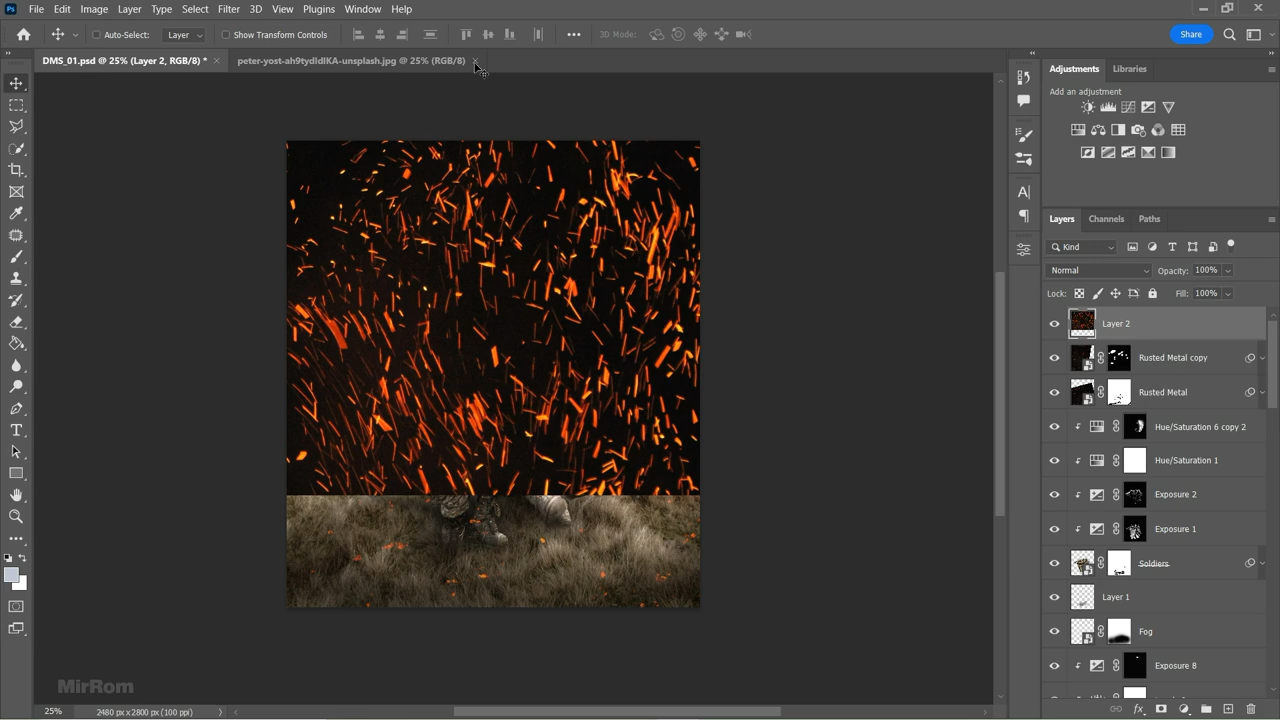 Ps File Edit Image Layer Type Select Filter 3D View Plugins Window Help
Auto-Select: Layer Show Transform Controls 3D Mode: Share
DMS_01.psd @ 25% (Layer 2, RGB/8) * peter-yost-ah9tydIdlKA-unsplash.jpg @ 25% (RGB/8)
Adjustments Libraries
Add an adjustment
Layers Channels Paths
Kind
Normal Opacity: 100%
Lock: Fill: 100%
Layer 2
Rusted Metal copy
Rusted Metal
Hue/Saturation 6 copy 2
Hue/Saturation 1
Exposure 2
Exposure 1
Soldiers
Layer 1
Fog
Exposure 8
MirRom
25% 2480 px x 2800 px (100 ppi)